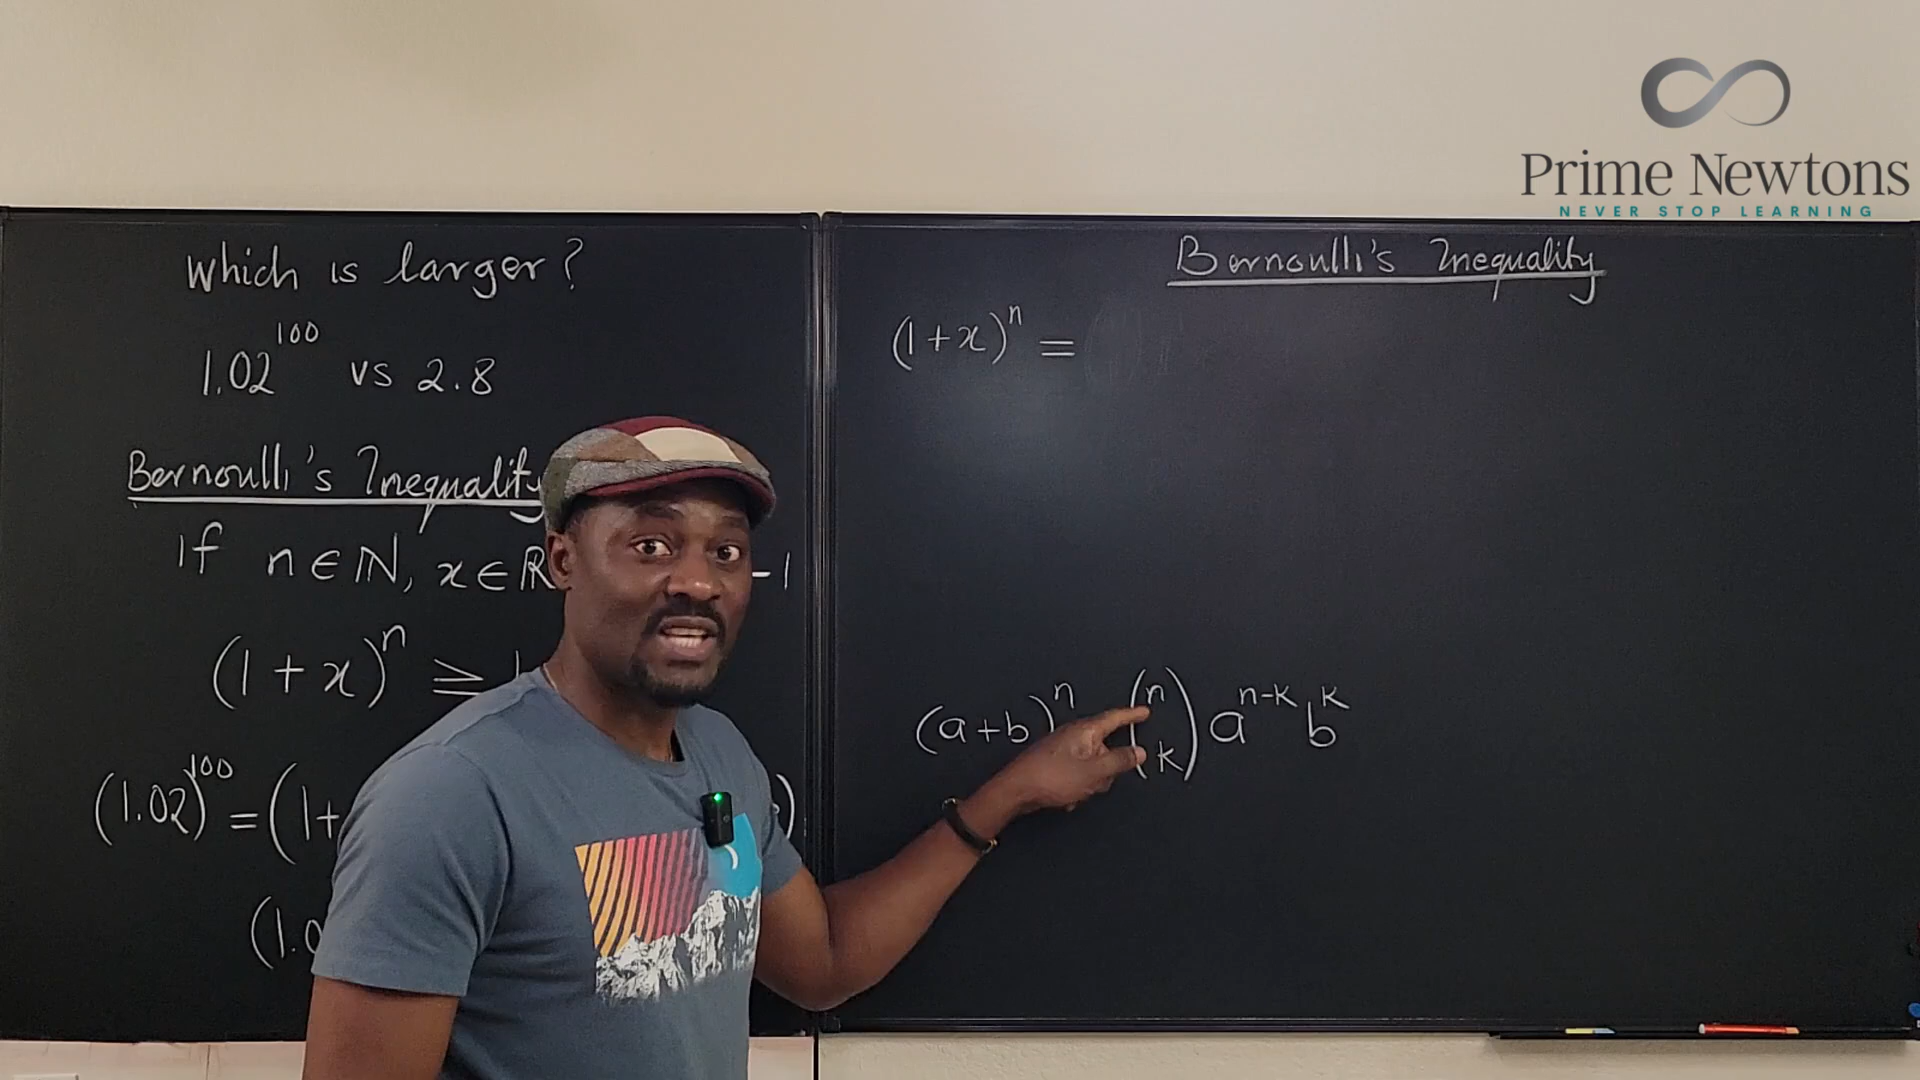 Prime Newtons
NEVER STOP LEARNING
Which is larger?
1.02^100 vs 2.8
Bernoulli's Inequality
If n ∈ ℕ, x ∈ ℝ -1
(1 + x)^n ≥
(1.02)^100 = (1+ )
(1.0
Bernoulli's Inequality
(1 + x)^n =
(a + b)^n (n k) a^n-k b^k